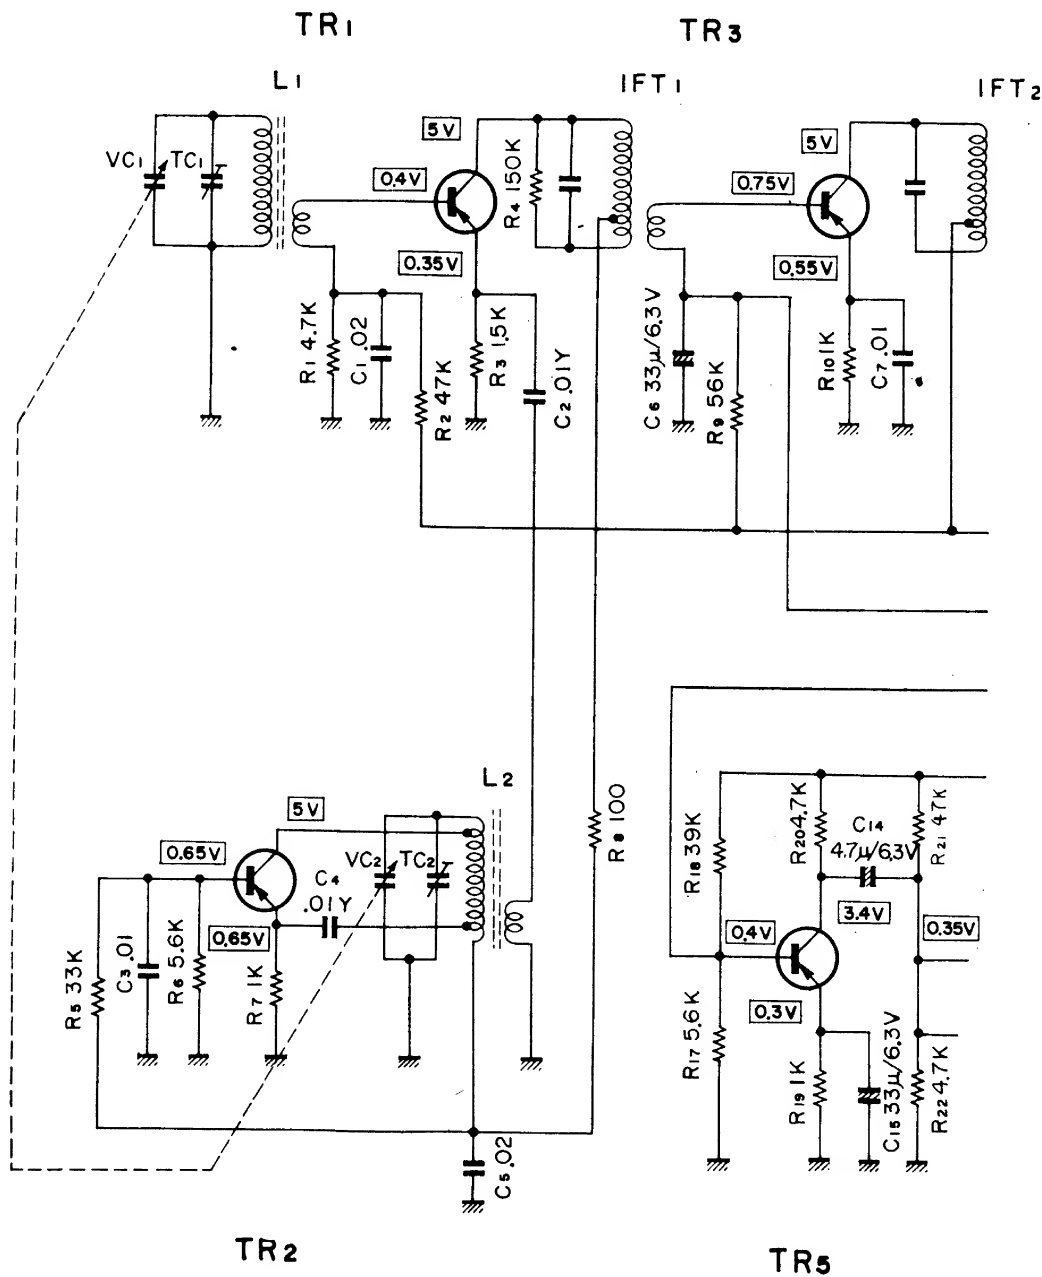 TR1
TR3
L1
IFT1
IFT2
VC1
TC1
5V
0.4V
R4 150K
0.35V
5V
0.75V
0.55V
R1 4.7K
C1 .02
R2 47K
R3 1.5K
C2 .01Y
C6 33μ/6.3V
R9 56K
R10 1K
C7 .01
L2
5V
0.65V
VC2
TC2
C4
.01Y
0.65V
R5 33K
C3 .01
R6 5.6K
R7 1K
R8 100
C5 .02
R18 39K
R20 4.7K
C14
4.7μ/6.3V
R21 47K
3.4V
0.4V
0.35V
0.3V
R17 5.6K
R19 1K
C15 33μ/6.3V
R22 4.7K
TR2
TR5